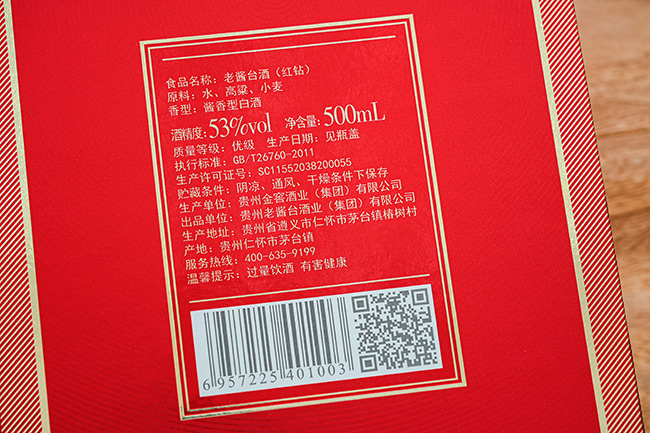 食品名称：老酱台酒（红钻）
原料：水、高粱、小麦
香型：酱香型白酒
酒精度：53%vol 净含量：500mL
质量等级：优级 生产日期：见瓶盖
执行标准：GB/T26760-2011
生产许可证号：SC11552038200055
贮藏条件：阴凉、通风、干燥条件下保存
生产单位：贵州金窖酒业（集团）有限公司
出品单位：贵州老酱台酒业（集团）有限公司
生产地址：贵州省遵义市仁怀市茅台镇椿树村
产地：贵州仁怀市茅台镇
服务热线：400-635-9199
温馨提示：过量饮酒 有害健康
6 957225 401003